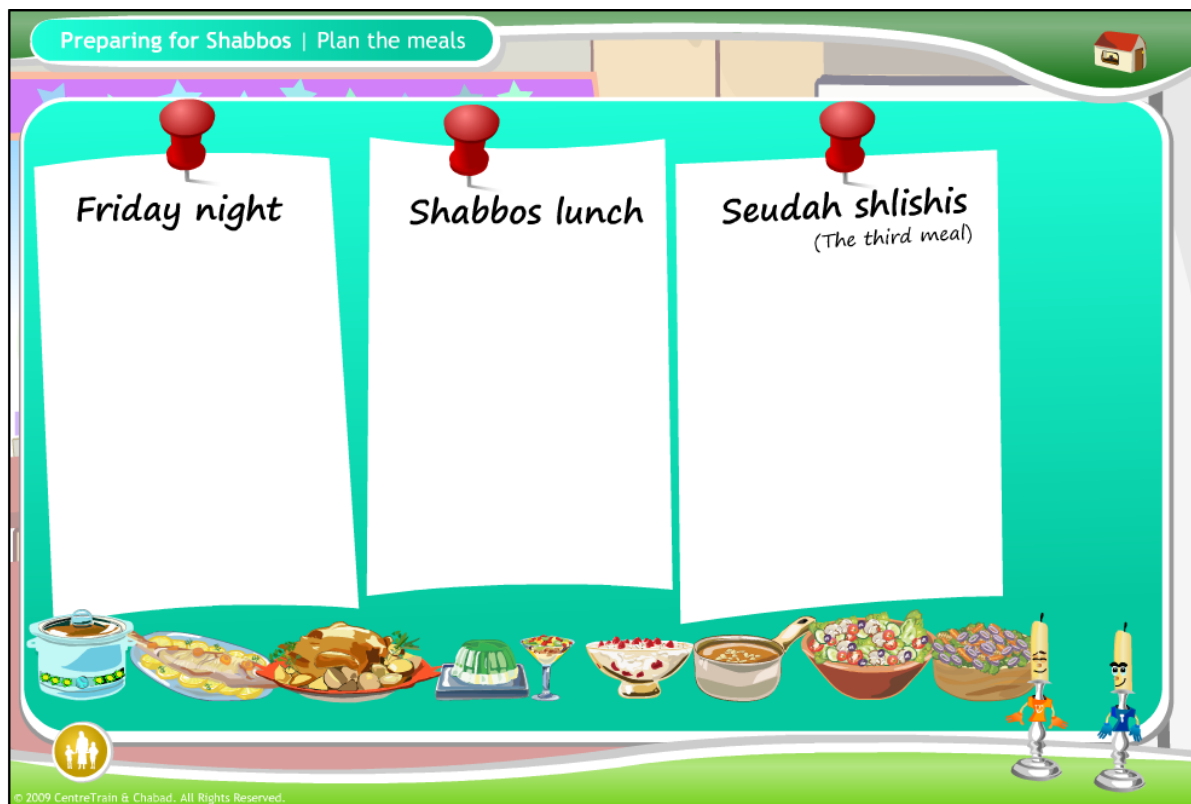 Preparing for Shabbos | Plan the meals
Friday night
Shabbos lunch
Seudah shlishis
(The third meal)
© 2009 CentreTrain & Chabad. All Rights Reserved.